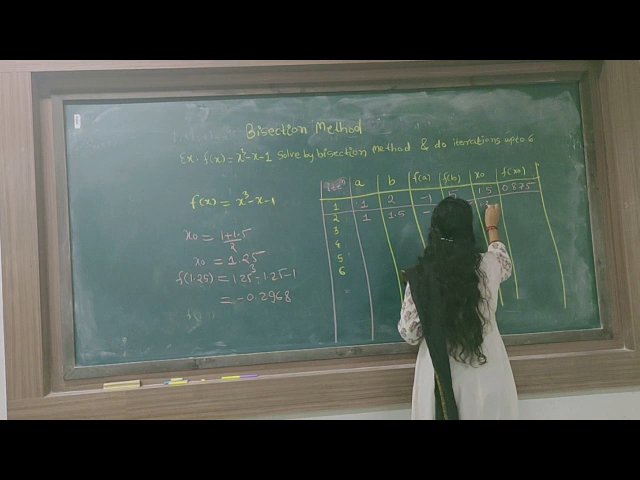 Bisection Method
Ex. f(x) = x³-x-1 Solve by bisection Method & do iterations upto 6
f(x) = x³-x-1
x0 = 1+1.5
2
x0 = 1.25
f(1.25) = 1.25³-1.25-1
= -0.2968
a b f(a) f(b) x0 f(x0)
1 1 2 -1 5 1.5 0.875
2 1 1.5 -
3
4
5
6